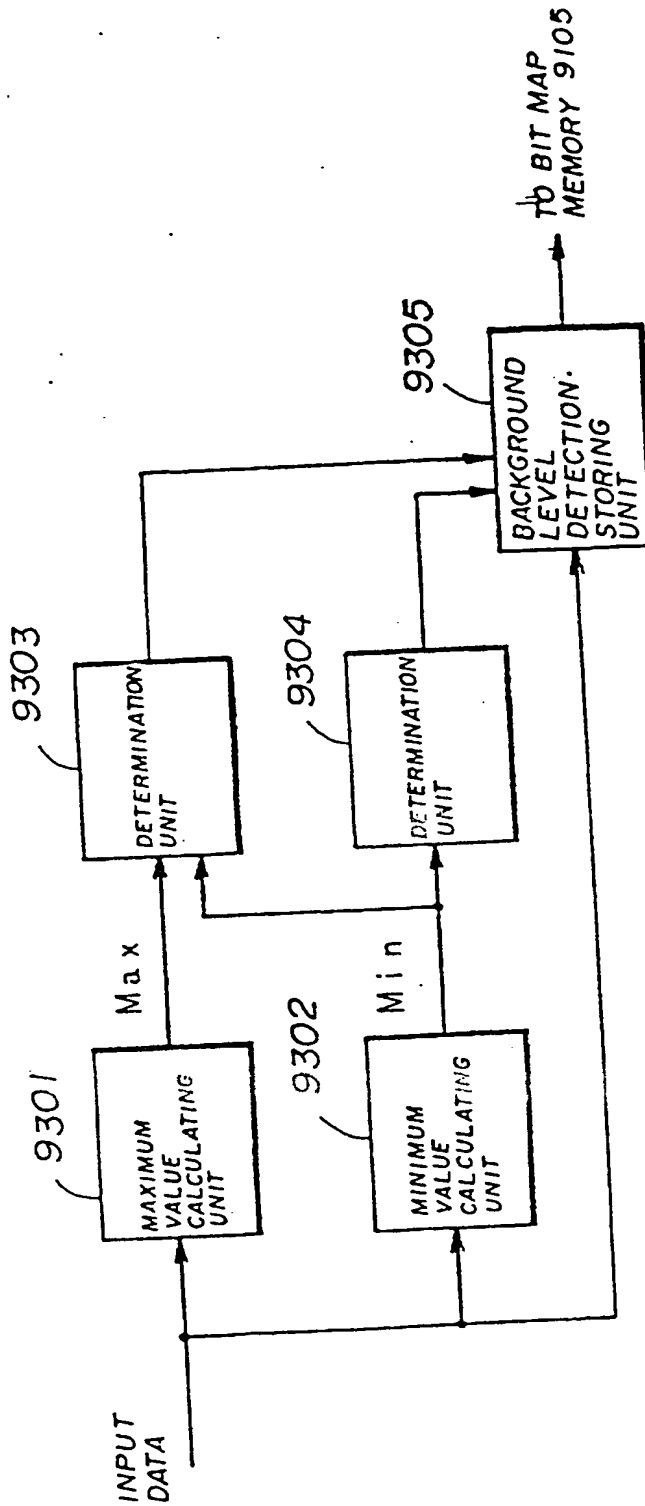 INPUT
DATA
9301
MAXIMUM
VALUE
CALCULATING
UNIT
Max
9303
DETERMINATION
UNIT
9302
MINIMUM
VALUE
CALCULATING
UNIT
Min
9304
DETERMINATION
UNIT
9305
BACKGROUND
LEVEL
DETECTION·
STORING
UNIT
TO BIT MAP
MEMORY 9105